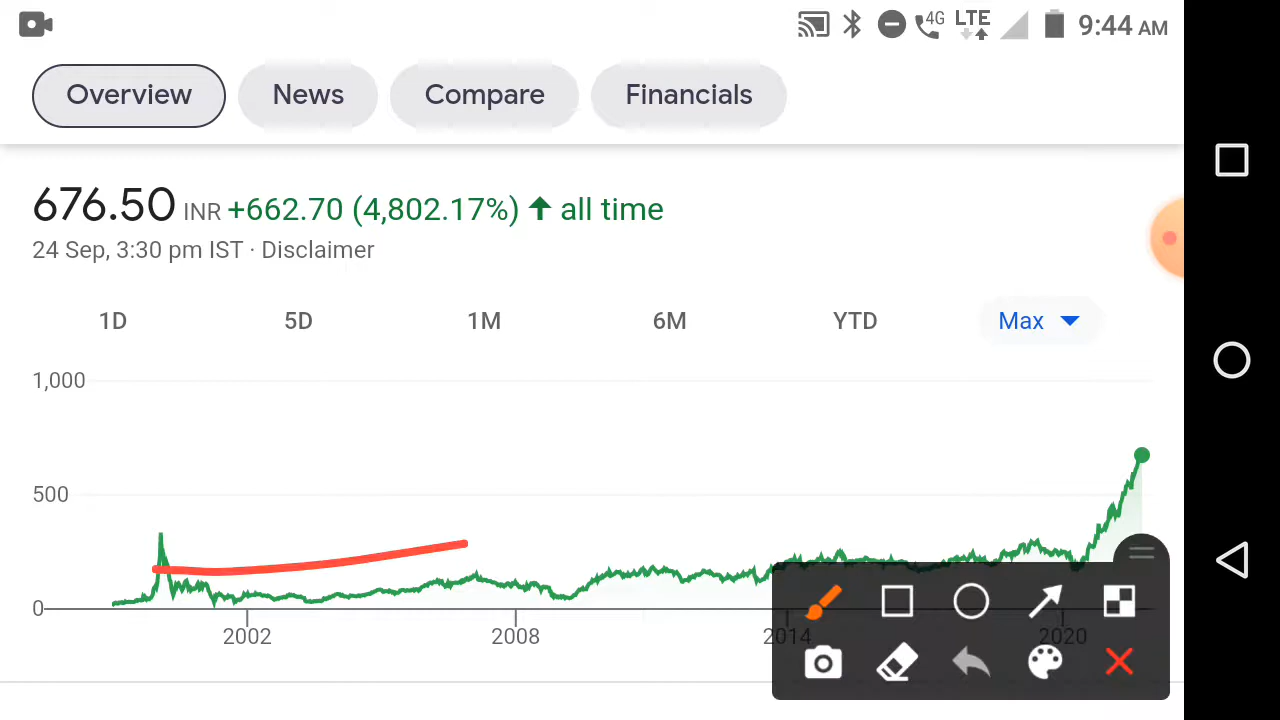 4G LTE 9:44 AM
Overview News Compare Financials
676.50 INR +662.70 (4,802.17%) ↑ all time
24 Sep, 3:30 pm IST · Disclaimer
1D 5D 1M 6M YTD Max
1,000
500
0
2002 2008 2014 2020